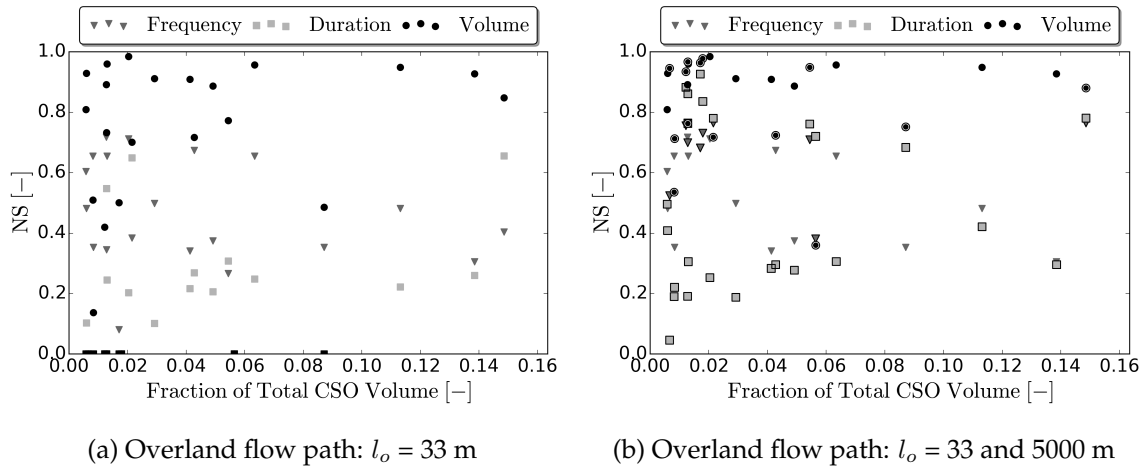 Frequency Duration Volume
1.0
0.8
0.6
0.4
0.2
0.0
NS [−]
0.00 0.02 0.04 0.06 0.08 0.10 0.12 0.14 0.16
Fraction of Total CSO Volume [−]
(a) Overland flow path: lₒ = 33 m
Frequency Duration Volume
1.0
0.8
0.6
0.4
0.2
0.0
NS [−]
0.00 0.02 0.04 0.06 0.08 0.10 0.12 0.14 0.16
Fraction of Total CSO Volume [−]
(b) Overland flow path: lₒ = 33 and 5000 m